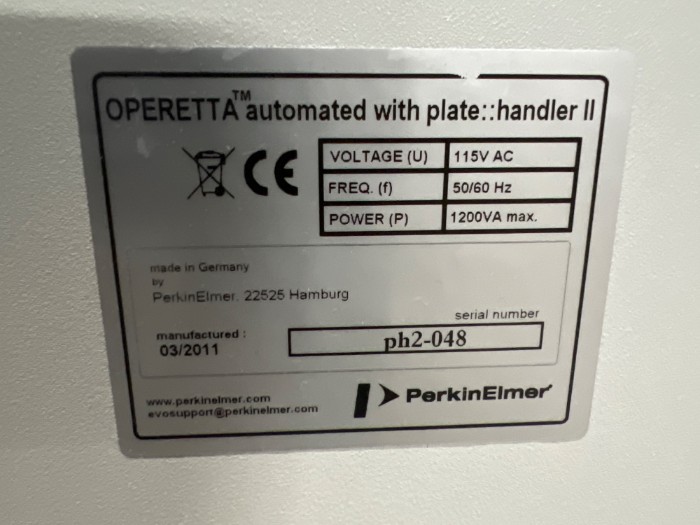 OPERETTA™ automated with plate::handler II
CE
VOLTAGE (U) 115V AC
FREQ. (f) 50/60 Hz
POWER (P) 1200VA max.
made in Germany
by
PerkinElmer, 22525 Hamburg
serial number
manufactured :
03/2011
ph2-048
www.perkinelmer.com
evosupport@perkinelmer.com
PerkinElmer